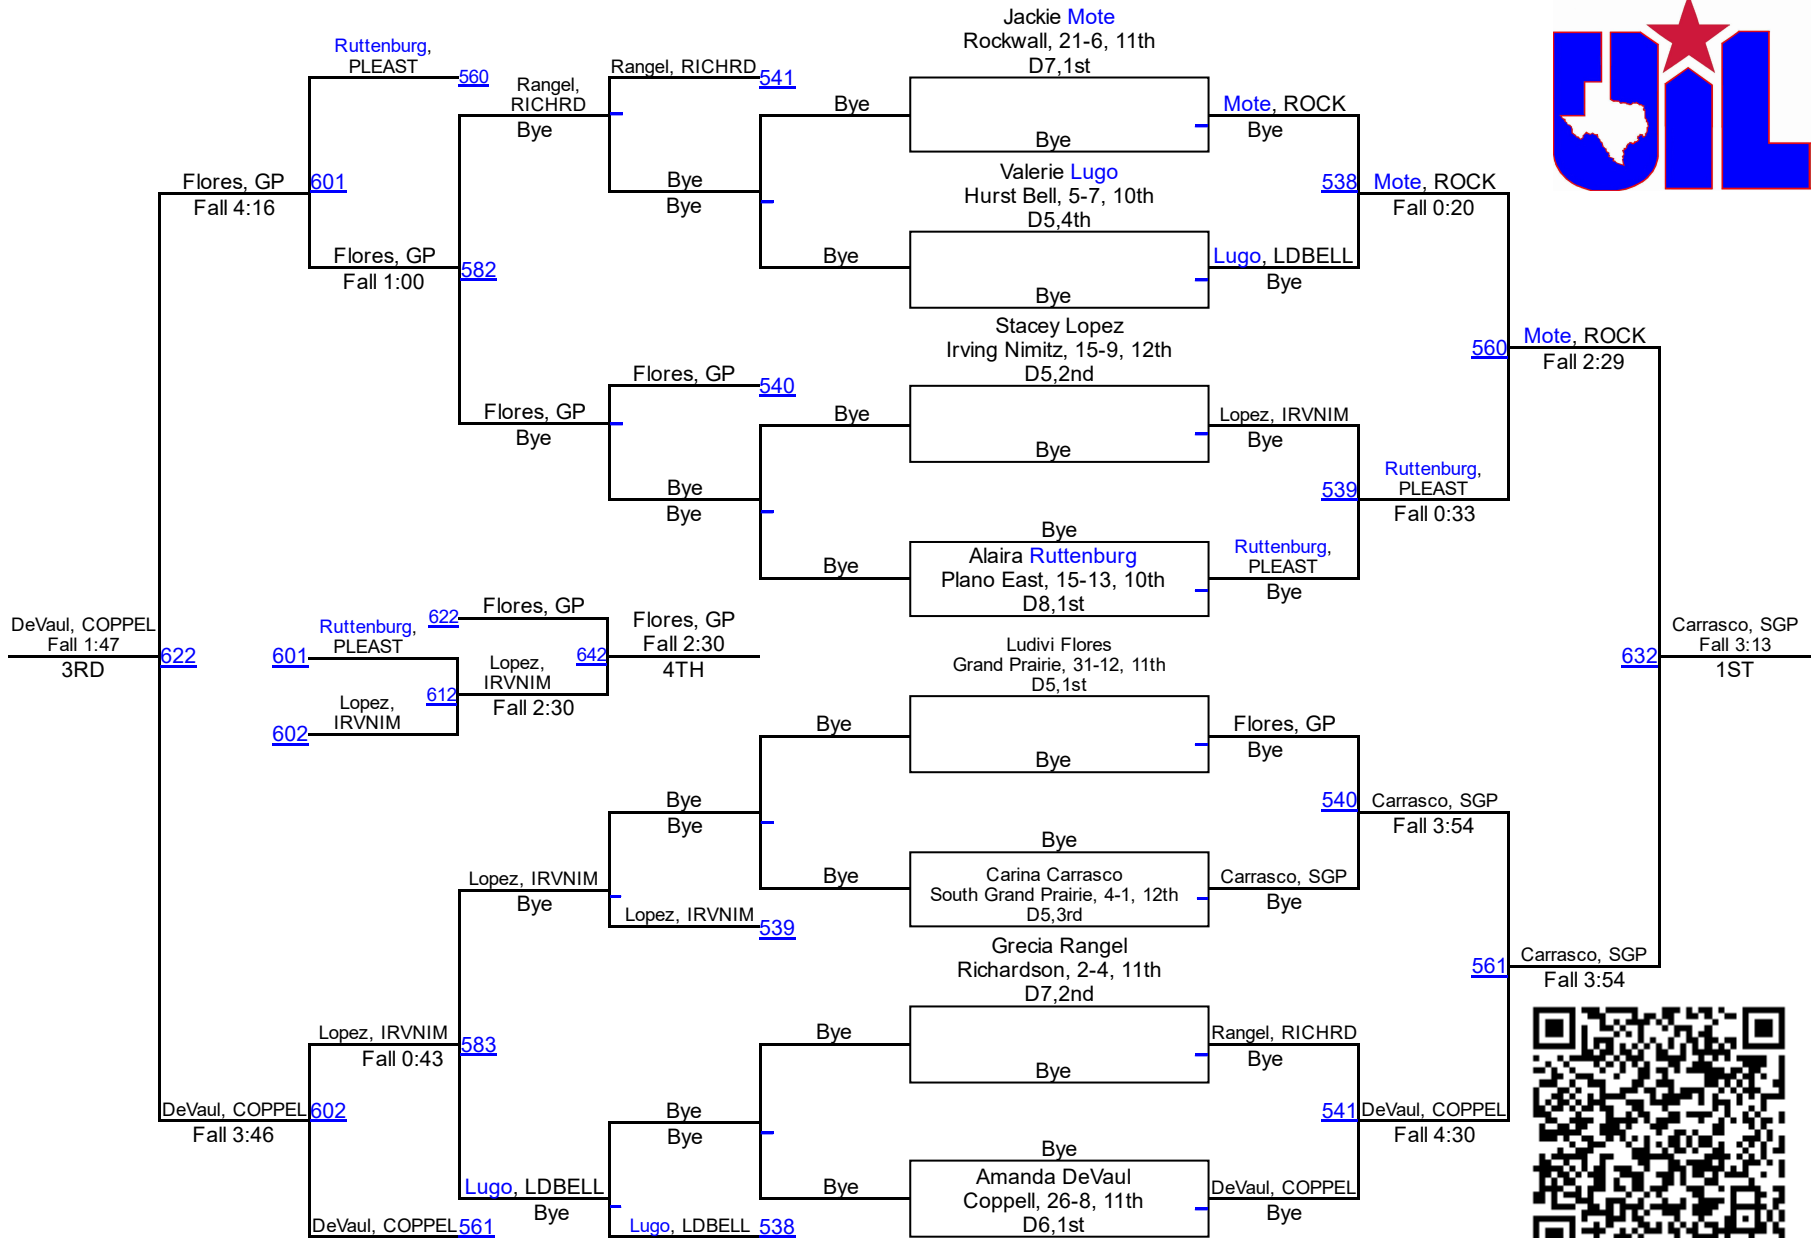 Jackie Mote
Rockwall, 21-6, 11th
D7,1st
Bye
Valerie Lugo
Hurst Bell, 5-7, 10th
D5,4th
Bye
Stacey Lopez
Irving Nimitz, 15-9, 12th
D5,2nd
Bye
Bye
Alaira Ruttenburg
Plano East, 15-13, 10th
D8,1st
Ludivi Flores
Grand Prairie, 31-12, 11th
D5,1st
Bye
Bye
Carina Carrasco
South Grand Prairie, 4-1, 12th
D5,3rd
Grecia Rangel
Richardson, 2-4, 11th
D7,2nd
Bye
Bye
Amanda DeVaul
Coppell, 26-8, 11th
D6,1st
Mote, ROCK
Bye
Lugo, LDBELL
Bye
Lopez, IRVNIM
Bye
Ruttenburg,
PLEAST
Bye
Flores, GP
Bye
Carrasco, SGP
Bye
Rangel, RICHRD
Bye
DeVaul, COPPEL
Bye
538
Mote, ROCK
Fall 0:20
539
Ruttenburg,
PLEAST
Fall 0:33
540
Carrasco, SGP
Fall 3:54
541
DeVaul, COPPEL
Fall 4:30
560
Mote, ROCK
Fall 2:29
561
Carrasco, SGP
Fall 3:54
632
Carrasco, SGP
Fall 3:13
1ST
UIL
Bye
Bye
Bye
Bye
Bye
Bye
Bye
Bye
Rangel, RICHRD
541
Bye
Bye
Flores, GP
540
Bye
Bye
Bye
Bye
Lopez, IRVNIM
539
Bye
Bye
Lugo, LDBELL
538
Rangel,
RICHRD
Bye
Flores, GP
Bye
Lopez, IRVNIM
Bye
Lugo, LDBELL
Bye
Ruttenburg,
PLEAST
560
Flores, GP
Fall 1:00
582
Lopez, IRVNIM
Fall 0:43
583
DeVaul, COPPEL
561
Flores, GP
Fall 4:16
601
DeVaul, COPPEL
Fall 3:46
602
DeVaul, COPPEL
Fall 1:47
3RD
622
601
Ruttenburg,
PLEAST
602
Lopez,
IRVNIM
612
622
Flores, GP
Lopez,
IRVNIM
Fall 2:30
642
Flores, GP
Fall 2:30
4TH